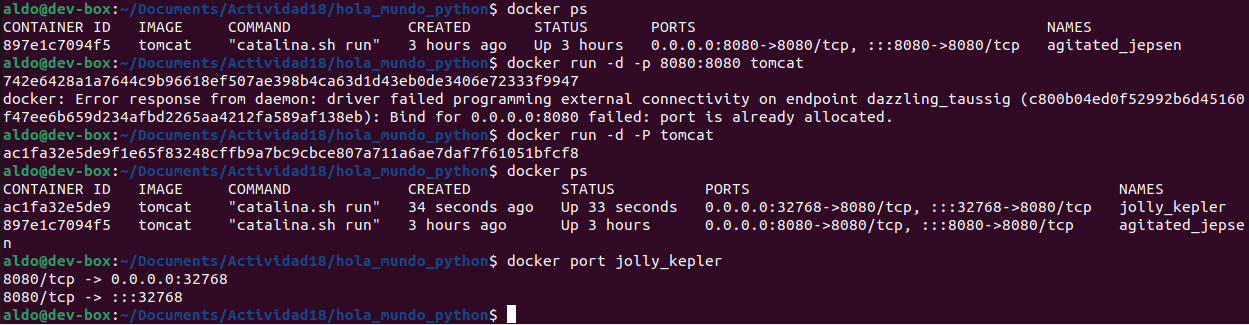 aldo@dev-box:~/Documents/Actividad18/hola_mundo_python$ docker ps
CONTAINER ID   IMAGE     COMMAND             CREATED       STATUS       PORTS                                       NAMES
897e1c7094f5   tomcat    "catalina.sh run"   3 hours ago   Up 3 hours   0.0.0.0:8080->8080/tcp, :::8080->8080/tcp   agitated_jepsen
aldo@dev-box:~/Documents/Actividad18/hola_mundo_python$ docker run -d -p 8080:8080 tomcat
742e6428a1a7644c9b96618ef507ae398b4ca63d1d43eb0de3406e72333f9947
docker: Error response from daemon: driver failed programming external connectivity on endpoint dazzling_taussig (c800b04ed0f52992b6d45160
f47ee6b659d234afbd2265aa4212fa589af138eb): Bind for 0.0.0.0:8080 failed: port is already allocated.
aldo@dev-box:~/Documents/Actividad18/hola_mundo_python$ docker run -d -P tomcat
ac1fa32e5de9f1e65f83248cffb9a7bc9cbce807a711a6ae7daf7f61051bfcf8
aldo@dev-box:~/Documents/Actividad18/hola_mundo_python$ docker ps
CONTAINER ID   IMAGE     COMMAND             CREATED          STATUS          PORTS                                         NAMES
ac1fa32e5de9   tomcat    "catalina.sh run"   34 seconds ago   Up 33 seconds   0.0.0.0:32768->8080/tcp, :::32768->8080/tcp   jolly_kepler
897e1c7094f5   tomcat    "catalina.sh run"   3 hours ago      Up 3 hours      0.0.0.0:8080->8080/tcp, :::8080->8080/tcp     agitated_jepse
n
aldo@dev-box:~/Documents/Actividad18/hola_mundo_python$ docker port jolly_kepler
8080/tcp -> 0.0.0.0:32768
8080/tcp -> :::32768
aldo@dev-box:~/Documents/Actividad18/hola_mundo_python$